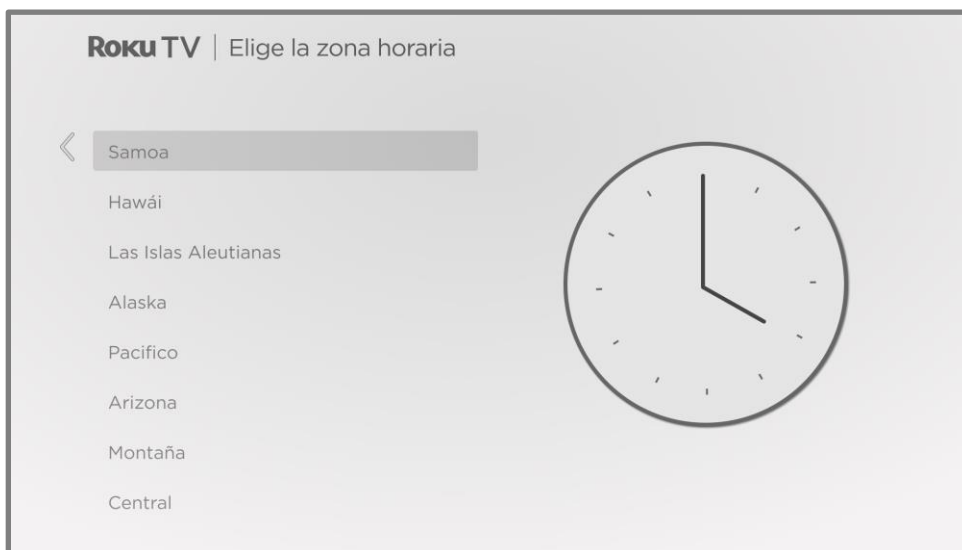 Roku TV | Elige la zona horaria
Samoa
Hawái
Las Islas Aleutianas
Alaska
Pacifico
Arizona
Montaña
Central